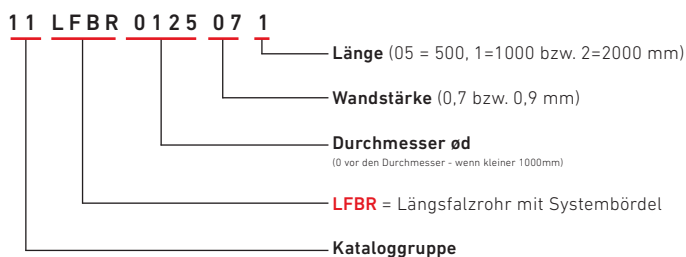 11 LFBR 0125 07 1
Länge (05 = 500, 1=1000 bzw. 2=2000 mm)
Wandstärke (0,7 bzw. 0,9 mm)
Durchmesser ød
(0 vor den Durchmesser - wenn kleiner 1000mm)
LFBR = Längsfalzrohr mit Systembördel
Kataloggruppe